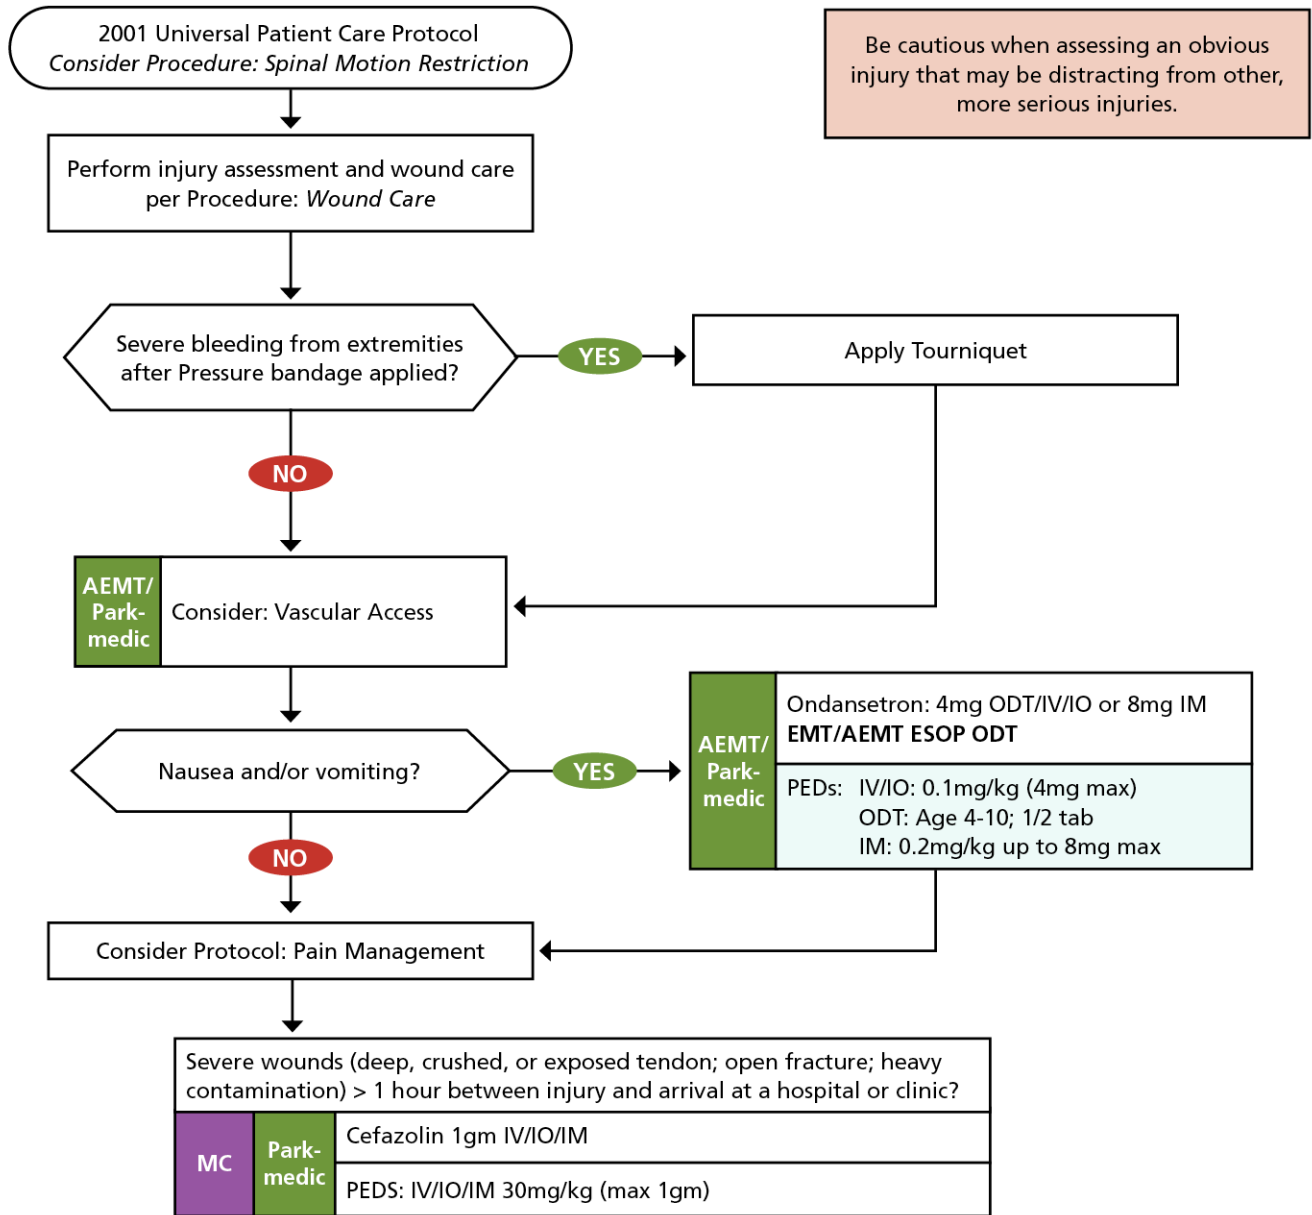 2001 Universal Patient Care Protocol
Consider Procedure: Spinal Motion Restriction
Be cautious when assessing an obvious
injury that may be distracting from other,
more serious injuries.
Perform injury assessment and wound care
per Procedure: Wound Care
Severe bleeding from extremities
after Pressure bandage applied?
YES
Apply Tourniquet
NO
AEMT/
Park-
medic
Consider: Vascular Access
Nausea and/or vomiting?
YES
AEMT/
Park-
medic
Ondansetron: 4mg ODT/IV/IO or 8mg IM
EMT/AEMT ESOP ODT
PEDs: IV/IO: 0.1mg/kg (4mg max)
ODT: Age 4-10; 1/2 tab
IM: 0.2mg/kg up to 8mg max
NO
Consider Protocol: Pain Management
Severe wounds (deep, crushed, or exposed tendon; open fracture; heavy
contamination) > 1 hour between injury and arrival at a hospital or clinic?
MC
Park-
medic
Cefazolin 1gm IV/IO/IM
PEDS: IV/IO/IM 30mg/kg (max 1gm)